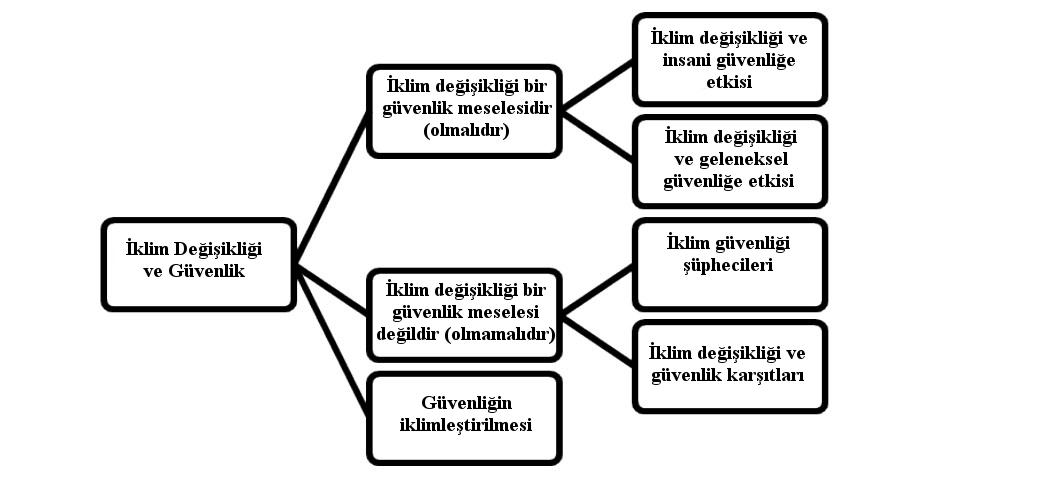 İklim Değişikliği
ve Güvenlik
İklim değişikliği bir
güvenlik meselesidir
(olmalıdır)
İklim değişikliği ve
insani güvenliğe
etkisi
İklim değişikliği
ve geleneksel
güvenliğe etkisi
İklim değişikliği bir
güvenlik meselesi
değildir (olmamalıdır)
İklim güvenliği
şüphecileri
İklim değişikliği ve
güvenlik karşıtları
Güvenliğin
iklimleştirilmesi